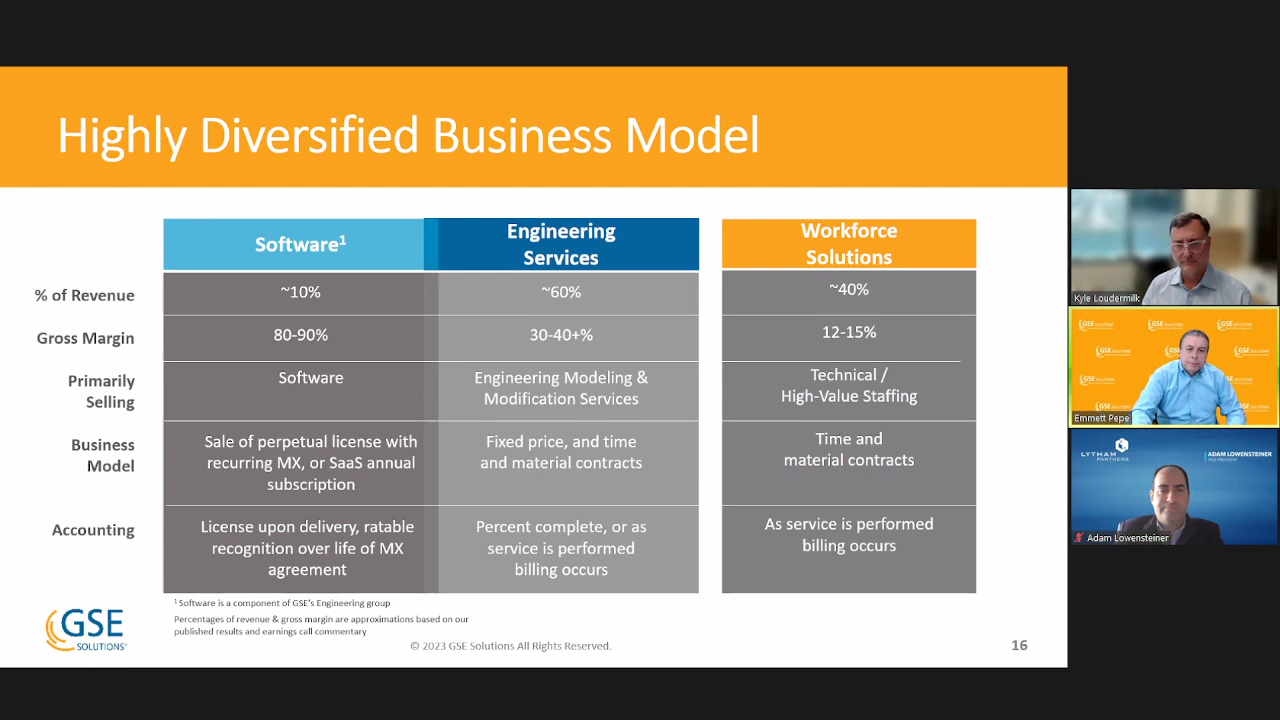 Highly Diversified Business Model
Software¹
Engineering
Services
Workforce
Solutions
% of Revenue
~10%
~60%
~40%
Gross Margin
80-90%
30-40+%
12-15%
Primarily
Selling
Software
Engineering Modeling &
Modification Services
Technical /
High-Value Staffing
Business
Model
Sale of perpetual license with
recurring MX, or SaaS annual
subscription
Fixed price, and time
and material contracts
Time and
material contracts
Accounting
License upon delivery, ratable
recognition over life of MX
agreement
Percent complete, or as
service is performed
billing occurs
As service is performed
billing occurs
¹ Software is a component of GSE's Engineering group
Percentages of revenue & gross margin are approximations based on our
published results and earnings call commentary
GSE
SOLUTIONS
© 2023 GSE Solutions All Rights Reserved.
16
Kyle Loudermilk
GSE SOLUTIONS
Emmett Pepe
LYTHAM
PARTNERS
ADAM LOWENSTEINER
VICE PRESIDENT
Adam Lowensteiner